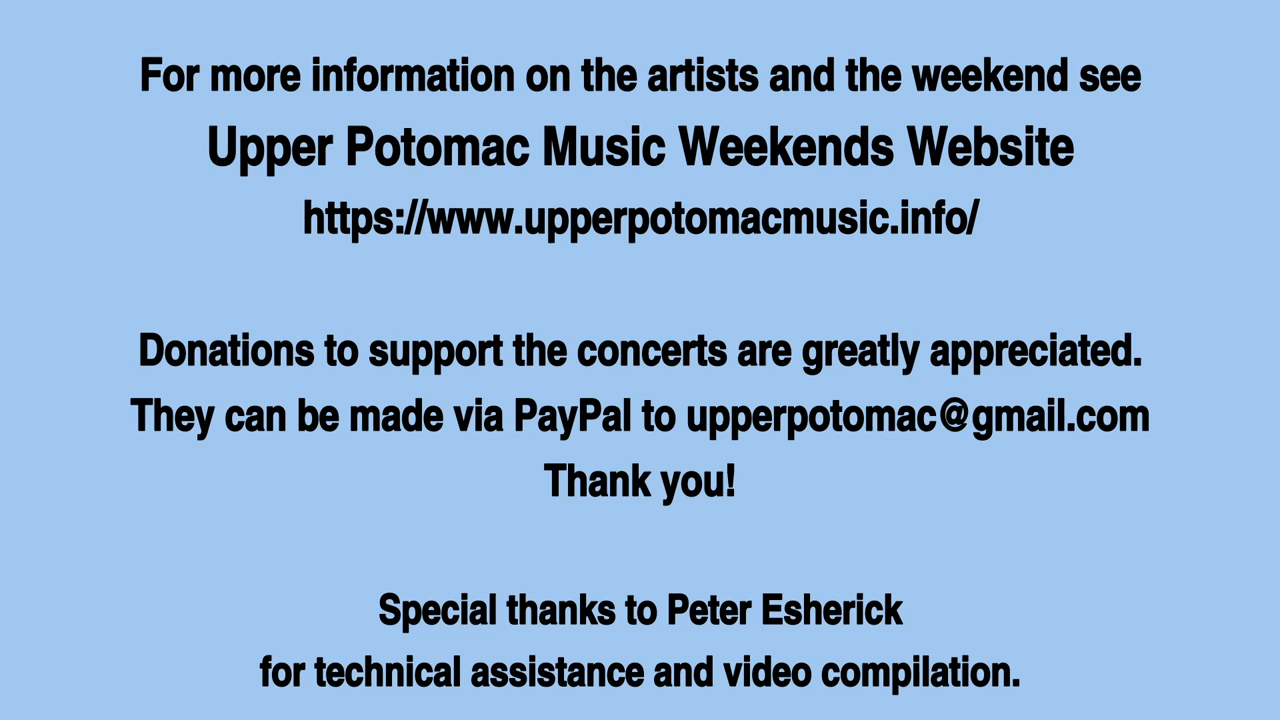 For more information on the artists and the weekend see
Upper Potomac Music Weekends Website
https://www.upperpotomacmusic.info/
Donations to support the concerts are greatly appreciated.
They can be made via PayPal to upperpotomac@gmail.com
Thank you!
Special thanks to Peter Esherick
for technical assistance and video compilation.